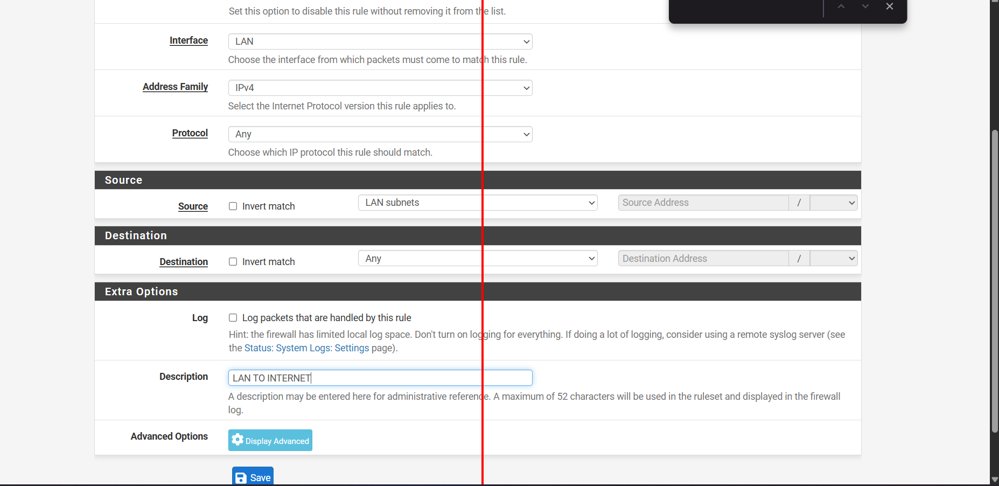 Set this option to disable this rule without removing it from the list.
Interface
LAN
Choose the interface from which packets must come to match this rule.
Address Family
IPv4
Select the Internet Protocol version this rule applies to.
Protocol
Any
Choose which IP protocol this rule should match.
Source
Source
Invert match
LAN subnets
Source Address
/
Destination
Destination
Invert match
Any
Destination Address
/
Extra Options
Log
Log packets that are handled by this rule
Hint: the firewall has limited local log space. Don't turn on logging for everything. If doing a lot of logging, consider using a remote syslog server (see
the Status: System Logs: Settings page).
Description
LAN TO INTERNET
A description may be entered here for administrative reference. A maximum of 52 characters will be used in the ruleset and displayed in the firewall
log.
Advanced Options
Display Advanced
Save